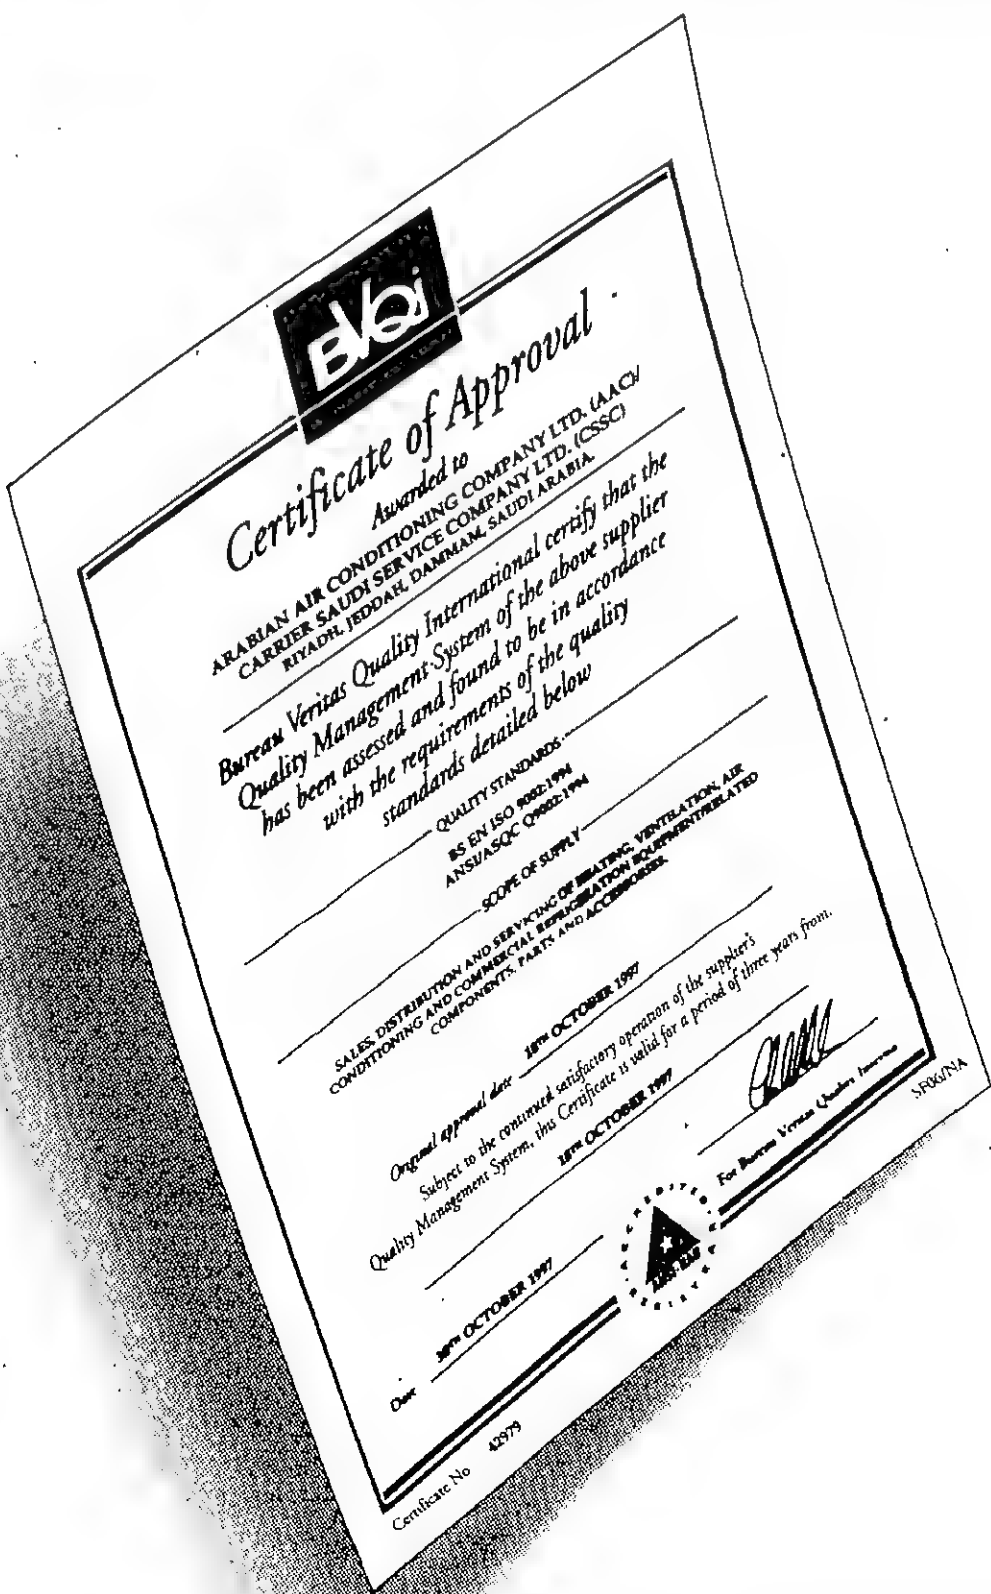 BVQi
Certificate of Approval
Awarded to
ARABIAN AIR CONDITIONING COMPANY LTD. (AAC)/
CARRIER SAUDI SERVICE COMPANY LTD. (CSSC)
RIYADH, JEDDAH, DAMMAM, SAUDI ARABIA.
Bureau Veritas Quality International certify that the
Quality Management System of the above supplier
has been assessed and found to be in accordance
with the requirements of the quality
standards detailed below
QUALITY STANDARDS
BS EN ISO 9002:1994
ANSI/ASQC Q9002:1994
SCOPE OF SUPPLY
SALES, DISTRIBUTION AND SERVICING OF HEATING, VENTILATION, AIR
CONDITIONING AND COMMERCIAL REFRIGERATION EQUIPMENT/RELATED
COMPONENTS, PARTS AND ACCESSORIES.
Original approval date 18TH OCTOBER 1997
Subject to the continued satisfactory operation of the supplier's
Quality Management System, this Certificate is valid for a period of three years from.
18TH OCTOBER 1997
Date OCTOBER 1997
For Bureau Veritas Quality
ACCREDITED
ANSI-RAB
Certificate No 42979
SF06/NA